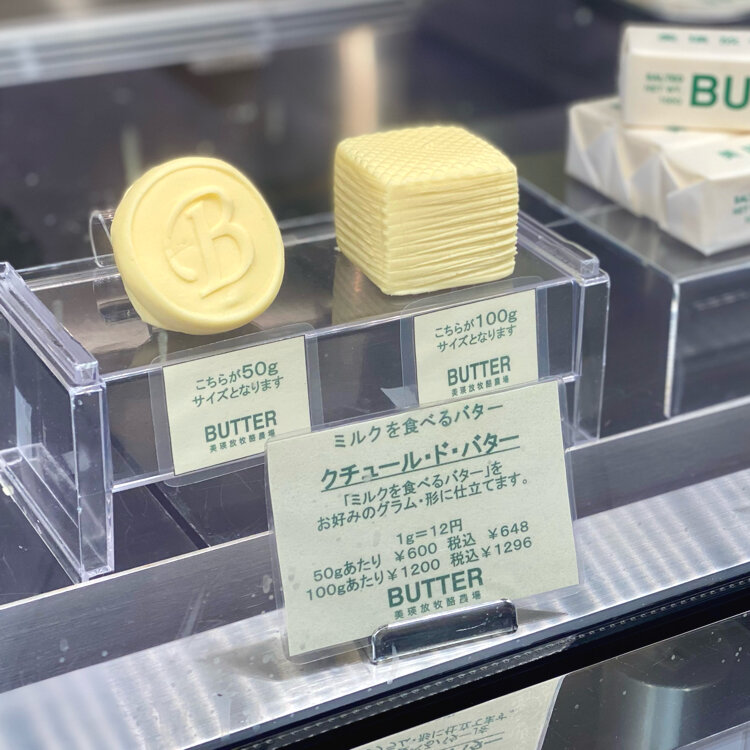 SALTED
BU
B
こちらが50g
サイズとなります
BUTTER
美瑛放牧酪農場
こちらが100g
サイズとなります
BUTTER
美瑛放牧酪農場
ミルクを食べるバター
クチュール・ド・バター
「ミルクを食べるバター」を
お好みのグラム・形に仕立てます。
1g=12円
50gあたり ¥600 税込 ¥648
100gあたり¥1200 税込¥1296
BUTTER
美瑛放牧酪農場